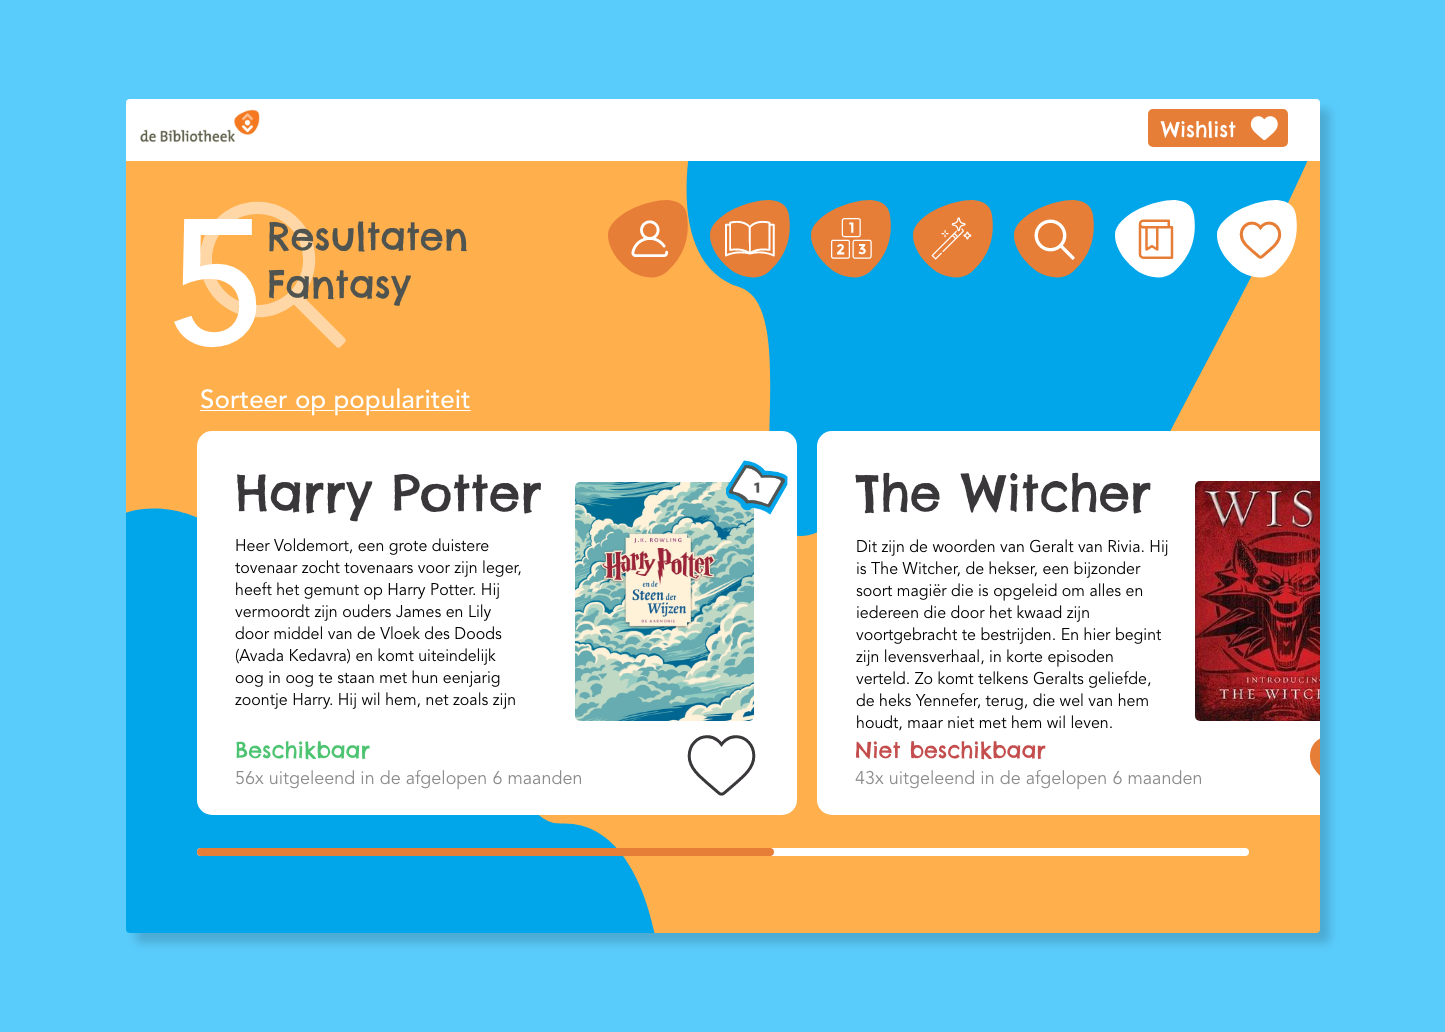 de Bibliotheek
Wishlist
5
Resultaten
Fantasy
1
2 3
Sorteer op populariteit
Harry Potter
Heer Voldemort, een grote duistere
tovenaar zocht tovenaars voor zijn leger,
heeft het gemunt op Harry Potter. Hij
vermoordt zijn ouders James en Lily
door middel van de Vloek des Doods
(Avada Kedavra) en komt uiteindelijk
oog in oog te staan met hun eenjarig
zoontje Harry. Hij wil hem, net zoals zijn
Beschikbaar
56x uitgeleend in de afgelopen 6 maanden
1
J.K. ROWLING
Harry Potter
en de
Steen der
Wijzen
DE HARMONIE
The Witcher
Dit zijn de woorden van Geralt van Rivia. Hij
is The Witcher, de hekser, een bijzonder
soort magiër die is opgeleid om alles en
iedereen die door het kwaad zijn
voortgebracht te bestrijden. En hier begint
zijn levensverhaal, in korte episoden
verteld. Zo komt telkens Geralts geliefde,
de heks Yennefer, terug, die wel van hem
houdt, maar niet met hem wil leven.
Niet beschikbaar
43x uitgeleend in de afgelopen 6 maanden
WIS
INTRODUCING
THE WITCH